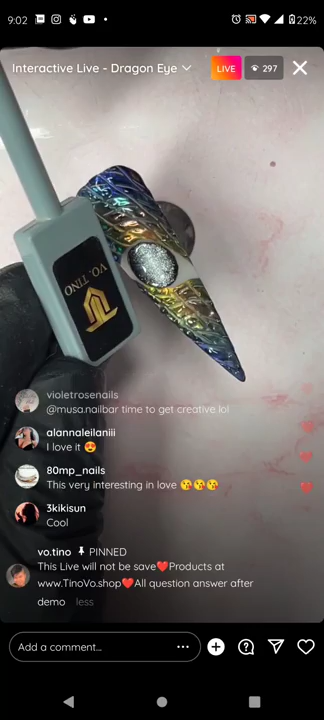 9:02
22%
Interactive Live - Dragon Eye
LIVE
297
VO. TINO
violetrosenails
@musa.nailbar time to get creative lol
alannaleilaniii
I love it 😍
80mp_nails
This very interesting in love 😘😘😘
3kikisun
Cool
vo.tino PINNED
This Live will not be save❤️Products at
www.TinoVo.shop❤️All question answer after
demo less
Add a comment...